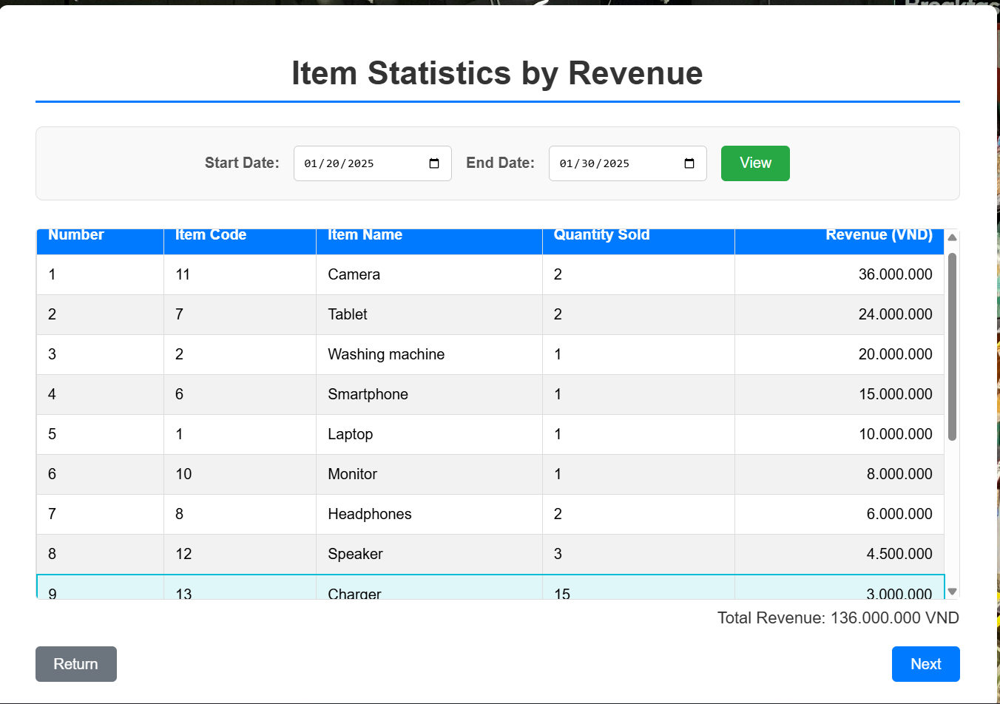 Item Statistics by Revenue
Start Date: 01/20/2025 End Date: 01/30/2025 View
Number Item Code Item Name Quantity Sold Revenue (VND)
1 11 Camera 2 36.000.000
2 7 Tablet 2 24.000.000
3 2 Washing machine 1 20.000.000
4 6 Smartphone 1 15.000.000
5 1 Laptop 1 10.000.000
6 10 Monitor 1 8.000.000
7 8 Headphones 2 6.000.000
8 12 Speaker 3 4.500.000
9 13 Charger 15 3.000.000
Total Revenue: 136.000.000 VND
Return Next